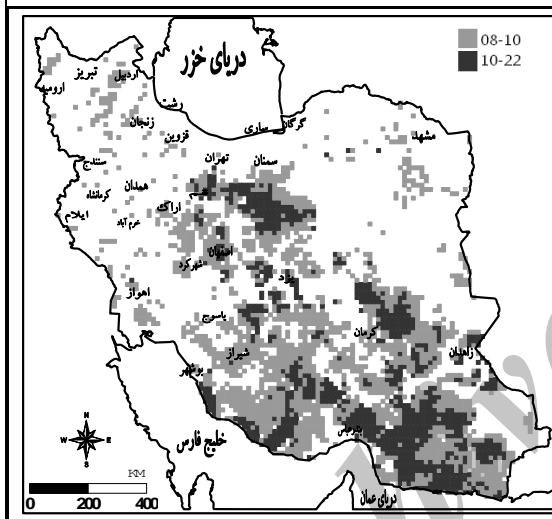 دریای خزر
08-10
10-22
تبریز
اردبیل
ارومیه
رشت
زنجان
قزوین
ساری
گرگان
مشهد
سنندج
تهران
سمنان
همدان
کرمانشاه
قم
اراک
ایلام
خرم آباد
اصفهان
شهرکرد
یزد
اهواز
یاسوج
کرمان
شیراز
زاهدان
بوشهر
بندرعباس
خلیج فارس
N
W
E
S
KM
0
200
400
دریای عمان